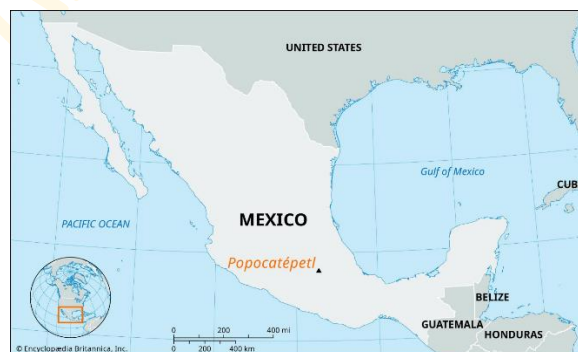 UNITED STATES
Gulf of Mexico
CUB
PACIFIC OCEAN
MEXICO
Popocatépetl
BELIZE
GUATEMALA
HONDURAS
0 200 400 mi
0 200 400 km
© Encyclopædia Britannica, Inc.